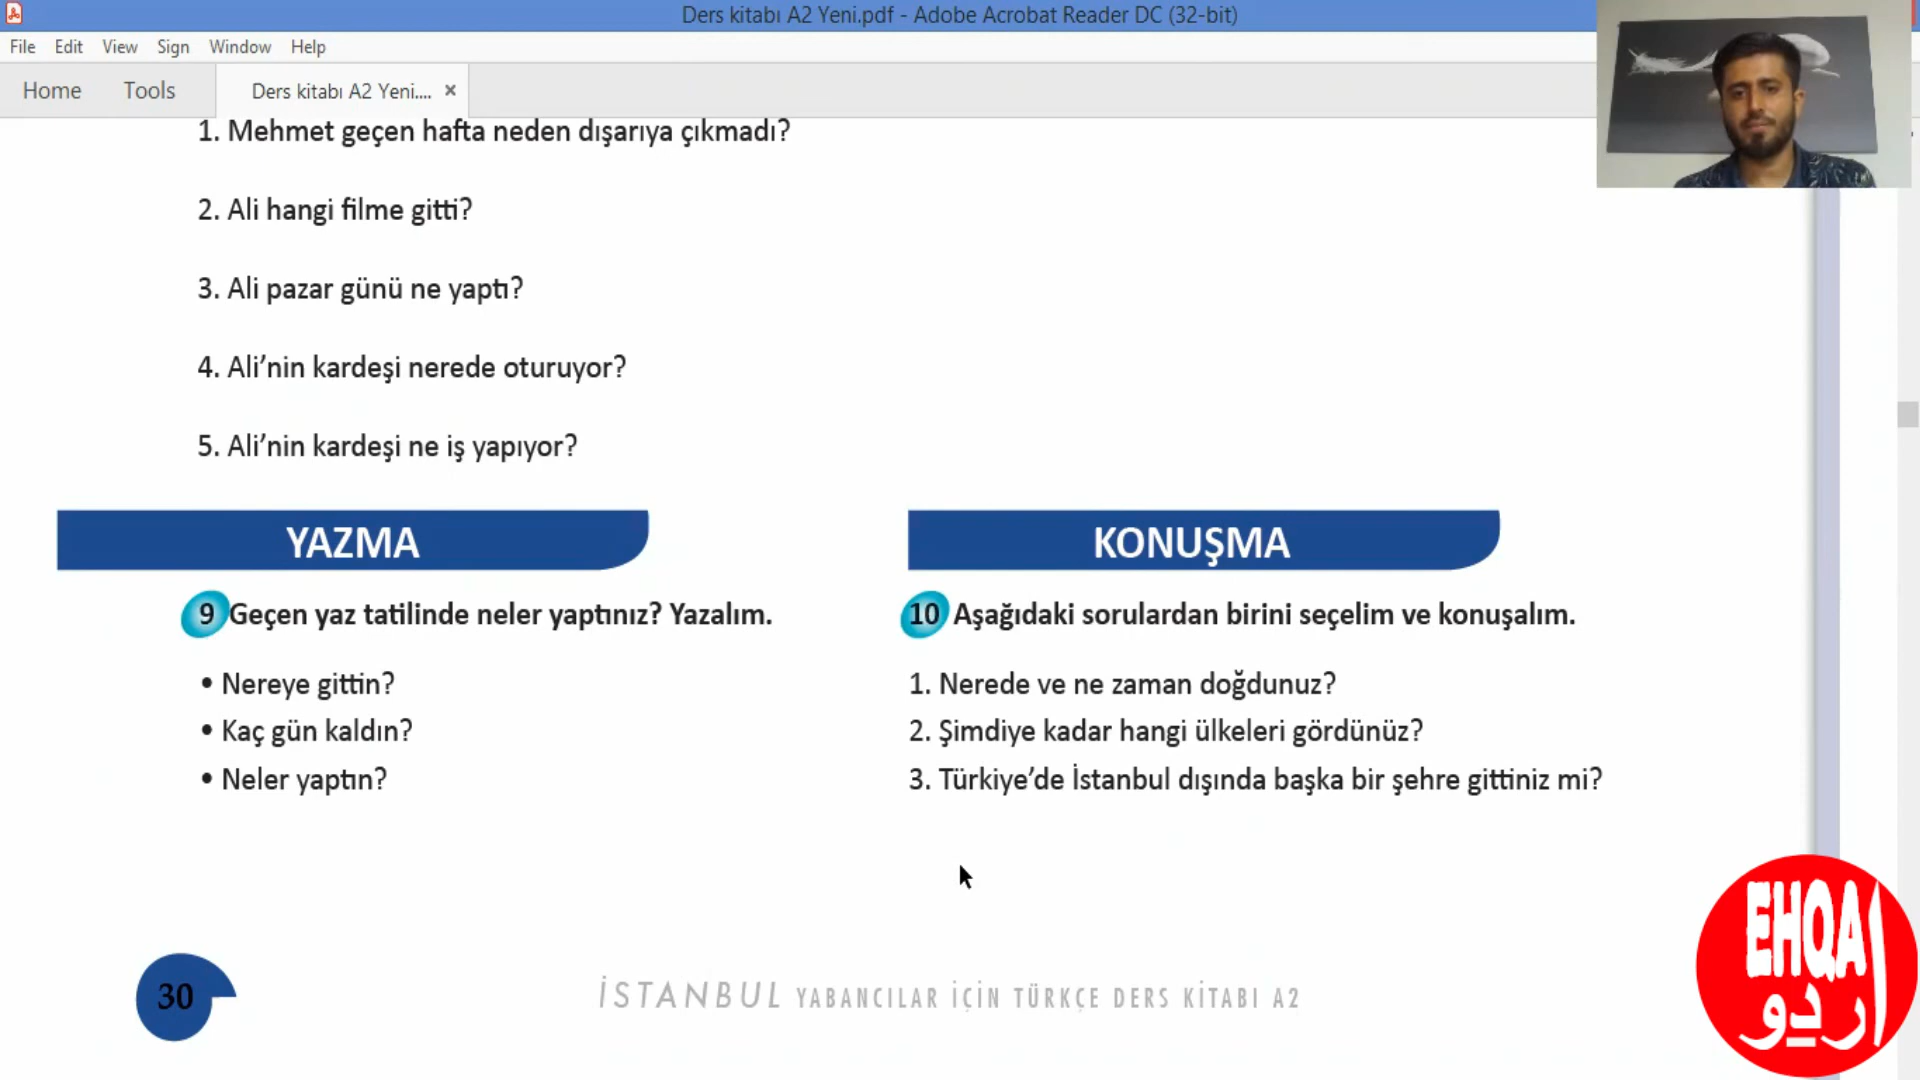 Ders kitabı A2 Yeni.pdf - Adobe Acrobat Reader DC (32-bit)
File Edit View Sign Window Help
Home Tools Ders kitabı A2 Yeni.... ×
1. Mehmet geçen hafta neden dışarıya çıkmadı?
2. Ali hangi filme gitti?
3. Ali pazar günü ne yaptı?
4. Ali’nin kardeşi nerede oturuyor?
5. Ali’nin kardeşi ne iş yapıyor?
YAZMA
9 Geçen yaz tatilinde neler yaptınız? Yazalım.
• Nereye gittin?
• Kaç gün kaldın?
• Neler yaptın?
KONUŞMA
10 Aşağıdaki sorulardan birini seçelim ve konuşalım.
1. Nerede ve ne zaman doğdunuz?
2. Şimdiye kadar hangi ülkeleri gördünüz?
3. Türkiye’de İstanbul dışında başka bir şehre gittiniz mi?
30
İSTANBUL YABANCILAR İÇİN TÜRKÇE DERS KİTABI A2
EHQA
اردو